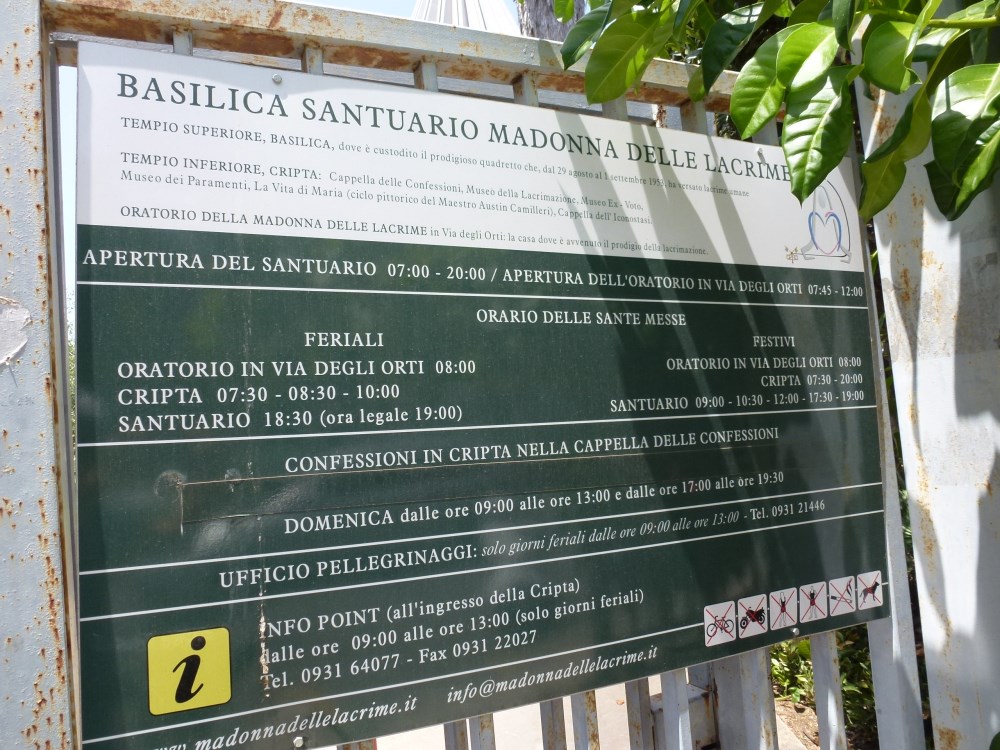 BASILICA SANTUARIO MADONNA DELLE LACRIME
TEMPIO SUPERIORE, BASILICA, dove è custodito il prodigioso quadretto che, dal 29 agosto al 1 settembre 1953, ha versato lacrime umane
TEMPIO INFERIORE, CRIPTA: Cappella delle Confessioni, Museo della Lacrimazione, Museo Ex - Voto,
Museo dei Paramenti, La Vita di Maria (ciclo pittorico del Maestro Austin Camilleri), Cappella dell' Iconostasi.
ORATORIO DELLA MADONNA DELLE LACRIME in Via degli Orti: la casa dove è avvenuto il prodigio della lacrimazione.
APERTURA DEL SANTUARIO 07:00 - 20:00 / APERTURA DELL'ORATORIO IN VIA DEGLI ORTI 07:45 - 12:00
ORARIO DELLE SANTE MESSE
FERIALI
ORATORIO IN VIA DEGLI ORTI 08:00
CRIPTA 07:30 - 08:30 - 10:00
SANTUARIO 18:30 (ora legale 19:00)
FESTIVI
ORATORIO IN VIA DEGLI ORTI 08:00
CRIPTA 07:30 - 20:00
SANTUARIO 09:00 - 10:30 - 12:00 - 17:30 - 19:00
CONFESSIONI IN CRIPTA NELLA CAPPELLA DELLE CONFESSIONI
DOMENICA dalle ore 09:00 alle ore 13:00 e dalle ore 17:00 alle ore 19:30
UFFICIO PELLEGRINAGGI: solo giorni feriali dalle ore 09:00 alle ore 13:00 - Tel. 0931 21446
i
INFO POINT (all'ingresso della Cripta)
dalle ore 09:00 alle ore 13:00 (solo giorni feriali)
Tel. 0931 64077 - Fax 0931 22027
www.madonnadellelacrime.it info@madonnadellelacrime.it